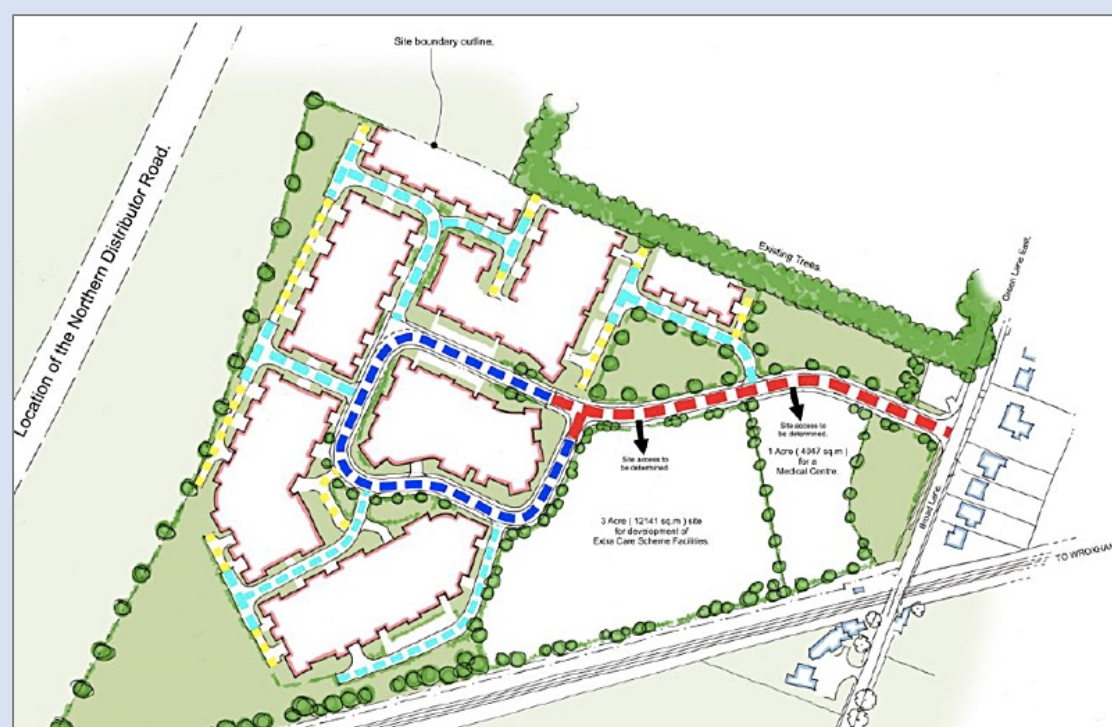 Site boundary outline.
Location of the Northern Distributor Road.
Existing Trees.
Green Lane East.
Site access to
be determined.
1 Acre ( 4047 sq.m )
for a
Medical Centre.
Site access to
be determined
3 Acre ( 12141 sq.m ) site
for development of
Extra Care Scheme Facilities.
Broad Lane.
TO WROXHAM